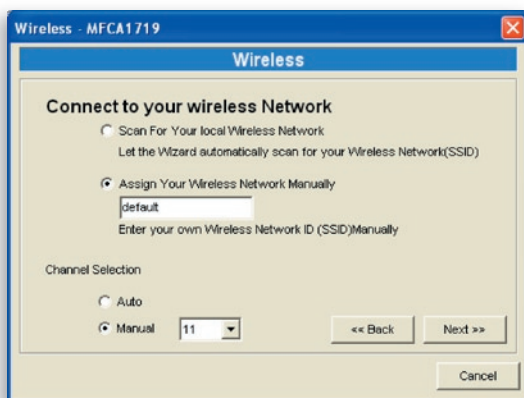 Wireless - MFCA1719
Wireless
Connect to your wireless Network
Scan For Your local Wireless Network
Let the Wizard automatically scan for your Wireless Network(SSID)
Assign Your Wireless Network Manually
default
Enter your own Wireless Network ID (SSID)Manually
Channel Selection
Auto
Manual 11
<< Back Next >>
Cancel